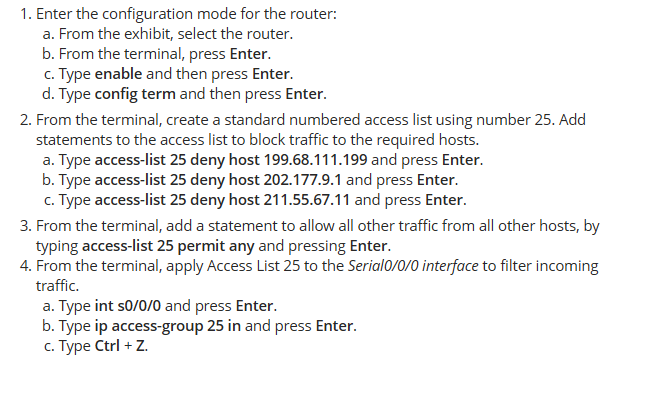 1. Enter the configuration mode for the router:
a. From the exhibit, select the router.
b. From the terminal, press Enter.
c. Type enable and then press Enter.
d. Type config term and then press Enter.
2. From the terminal, create a standard numbered access list using number 25. Add
statements to the access list to block traffic to the required hosts.
a. Type access-list 25 deny host 199.68.111.199 and press Enter.
b. Type access-list 25 deny host 202.177.9.1 and press Enter.
c. Type access-list 25 deny host 211.55.67.11 and press Enter.
3. From the terminal, add a statement to allow all other traffic from all other hosts, by
typing access-list 25 permit any and pressing Enter.
4. From the terminal, apply Access List 25 to the Serial0/0/0 interface to filter incoming
traffic.
a. Type int s0/0/0 and press Enter.
b. Type ip access-group 25 in and press Enter.
c. Type Ctrl + Z.